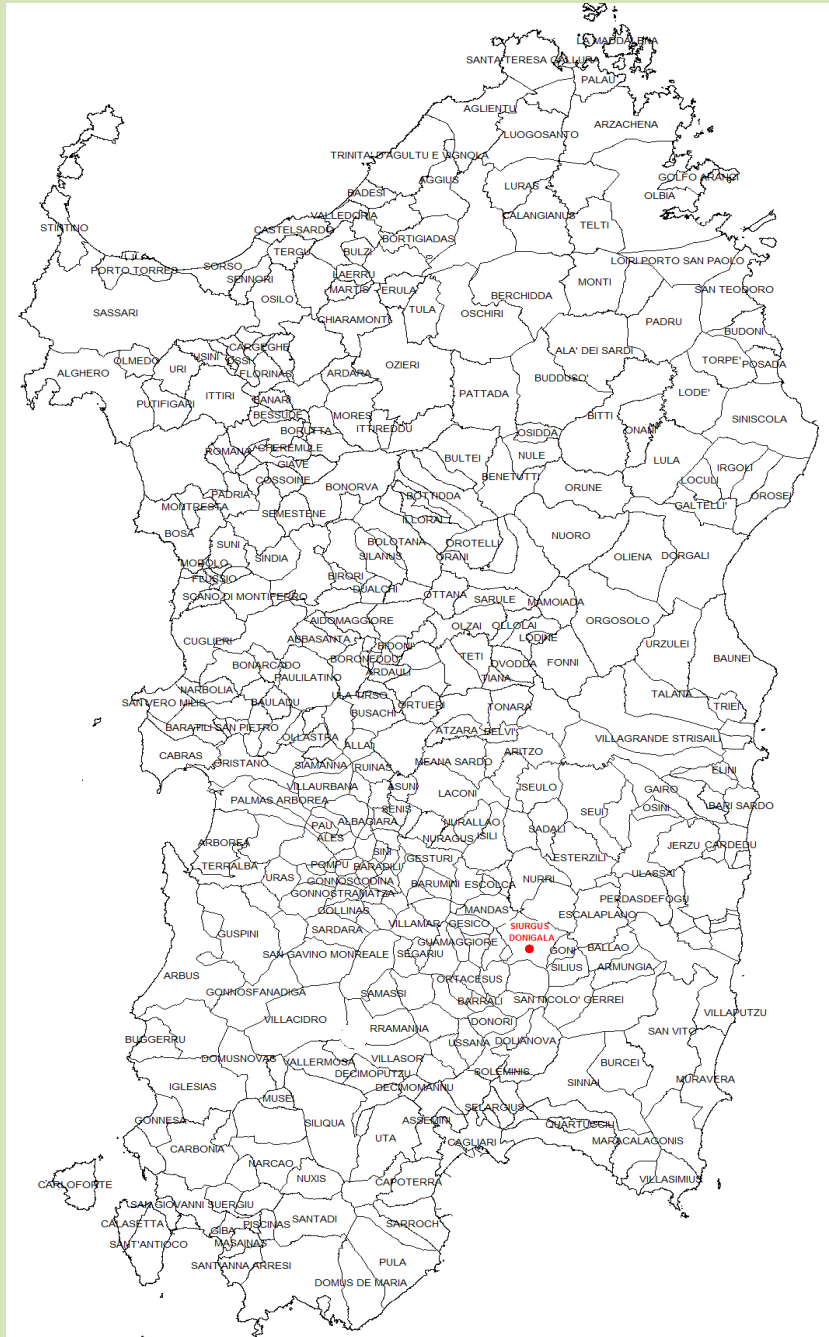 LA MADDALENA
SANTA TERESA GALLURA
PALAU
AGLIENTU
ARZACHENA
LUOGOSANTO
TRINITA' D'AGULTU E VIGNOLA
GOLFO ARANCI
AGGIUS
LURAS
BADESI
OLBIA
VALLEDORIA
CALANGIANUS
TELTI
CASTELSARDO
STINTINO
BORTIGIADAS
TERGU
BULZI
LOIRI PORTO SAN PAOLO
SORSO
PORTO TORRES
LAERRU
SENNORI
MONTI
MARTIS
ERULA
SAN TEODORO
BERCHIDDA
OSILO
TULA
SASSARI
OSCHIRI
CHIARAMONTI
PADRU
BUDONI
CARGEGHE
ALA' DEI SARDI
USINI
OSSI
OLMEDO
TORPE'
POSADA
OZIERI
URI
ALGHERO
FLORINAS
ARDARA
BUDDUSO'
PATTADA
LODE'
ITTIRI
BANARI
PUTIFIGARI
BESSUDE
MORES
BITTI
SINISCOLA
ITTIREDDU
BORUTTA
OSIDDA
ONANI
CHEREMULE
ROMANA
NULE
BULTEI
LULA
GIAVE
IRGOLI
BENETUTTI
COSSOINE
LOCULI
BONORVA
ORUNE
PADRIA
BOTTIDDA
OROSEI
MONTRESTA
GALTELLI'
SEMESTENE
ILLORAI
BOSA
NUORO
BOLOTANA
OROTELLI
SUNI
SINDIA
SILANUS
ORANI
OLIENA
DORGALI
MODOLO
BIRORI
FLUSSIO
DUALCHI
SCANO DI MONTIFERRO
OTTANA
SARULE
MAMOIADA
ORGOSOLO
AIDOMAGGIORE
OLZAI
OLLOLAI
CUGLIERI
ABBASANTA
LODINE
BIDONI'
URZULEI
BORONEDDU
TETI
BAUNEI
BONARCADO
OVODDA
FONNI
ARDAULI
PAULILATINO
TIANA
NARBOLIA
ULA TIRSO
TALANA
SAN VERO MILIS
BAULADU
ORTUERI
TONARA
TRIEI
BUSACHI
BARATILI SAN PIETRO
ATZARA
BELVI'
OLLASTRA
VILLAGRANDE STRISAILI
ALLAI
ARITZO
CABRAS
ORISTANO
SIAMANNA
RUINAS
MEANA SARDO
ELINI
VILLAURBANA
ASUNI
LACONI
ISEULO
GAIRO
PALMAS ARBOREA
SENIS
OSINI
BARI SARDO
SEUI
PAU
ALBAGIARA
NURALLAO
SADALI
ALES
NURAGUS
ISILI
ARBOREA
JERZU
CARDEDU
SINI
GESTURI
ESTERZILI
TERRALBA
POMPU
BARADILI
ULASSAI
URAS
NURRI
GONNOSCODINA
BARUMINI
ESCOLCA
GONNOSTRAMATZA
PERDASDEFOGU
COLLINAS
MANDAS
ESCALAPLANO
VILLAMAR
GESICO
SIURGUS
DONIGALA
GUSPINI
SARDARA
GUAMAGGIORE
GONI
BALLAO
SAN GAVINO MONREALE
SEGARIU
SILIUS
ARMUNGIA
ARBUS
ORTACESUS
GONNOSFANADIGA
SAMASSI
BARRALI
SAN NICOLO' GERREI
VILLAPUTZU
VILLACIDRO
DONORI
RRAMANNA
SAN VITO
BUGGERRU
USSANA
DOLIANOVA
DOMUSNOVAS
VALLERMOSA
VILLASOR
BURCEI
DECIMOPUTZU
SOLEMINIS
MURAVERA
IGLESIAS
DECIMOMANNU
SINNAI
MUSEI
SELARGIUS
GONNESA
SILIQUA
ASSEMINI
QUARTUCCIU
UTA
CAGLIARI
MARACALAGONIS
CARBONIA
NARCAO
NUXIS
CAPOTERRA
VILLASIMIUS
CARLOFORTE
SAN GIOVANNI SUERGIU
CALASETTA
PISCINAS
SANTADI
SARROCH
GIBA
SANT'ANTIOCO
MASAINAS
PULA
SANT'ANNA ARRESI
DOMUS DE MARIA